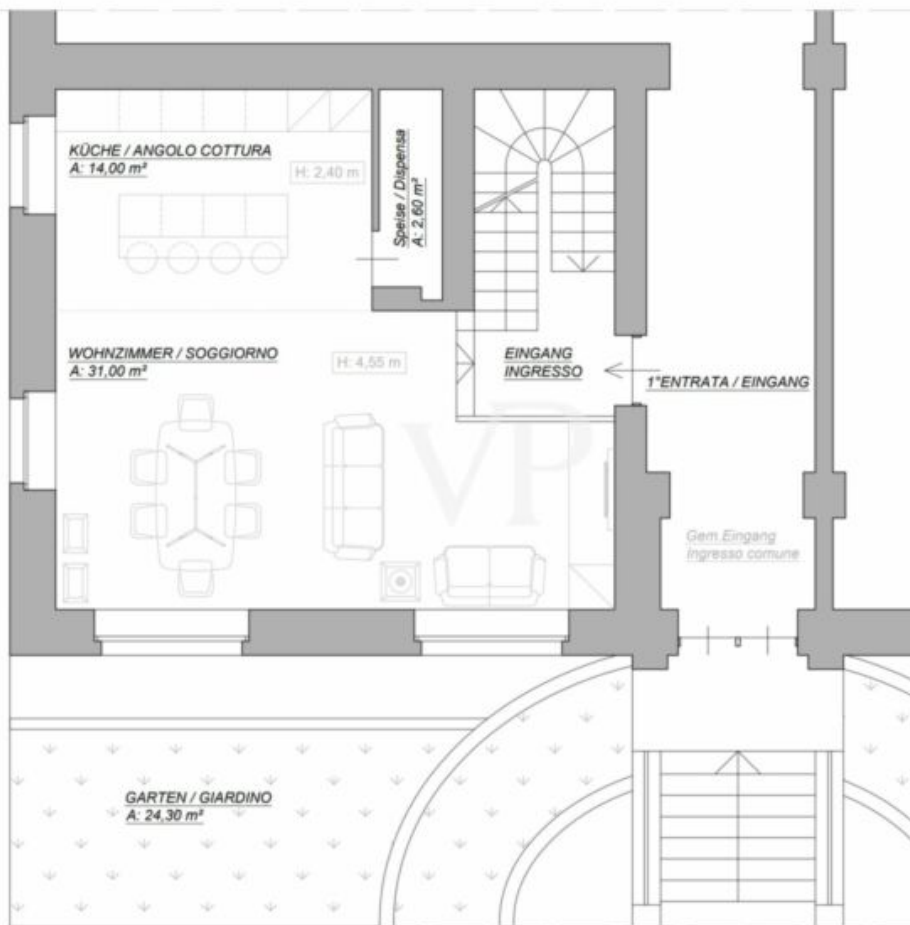 KÜCHE / ANGOLO COTTURA
A: 14,00 m²
H: 2,40 m
Speise / Dispensa
A: 2,60 m²
WOHNZIMMER / SOGGIORNO
A: 31,00 m²
H: 4,55 m
EINGANG
INGRESSO
1°ENTRATA / EINGANG
VP
Gem.Eingang
Ingresso comune
GARTEN / GIARDINO
A: 24,30 m²